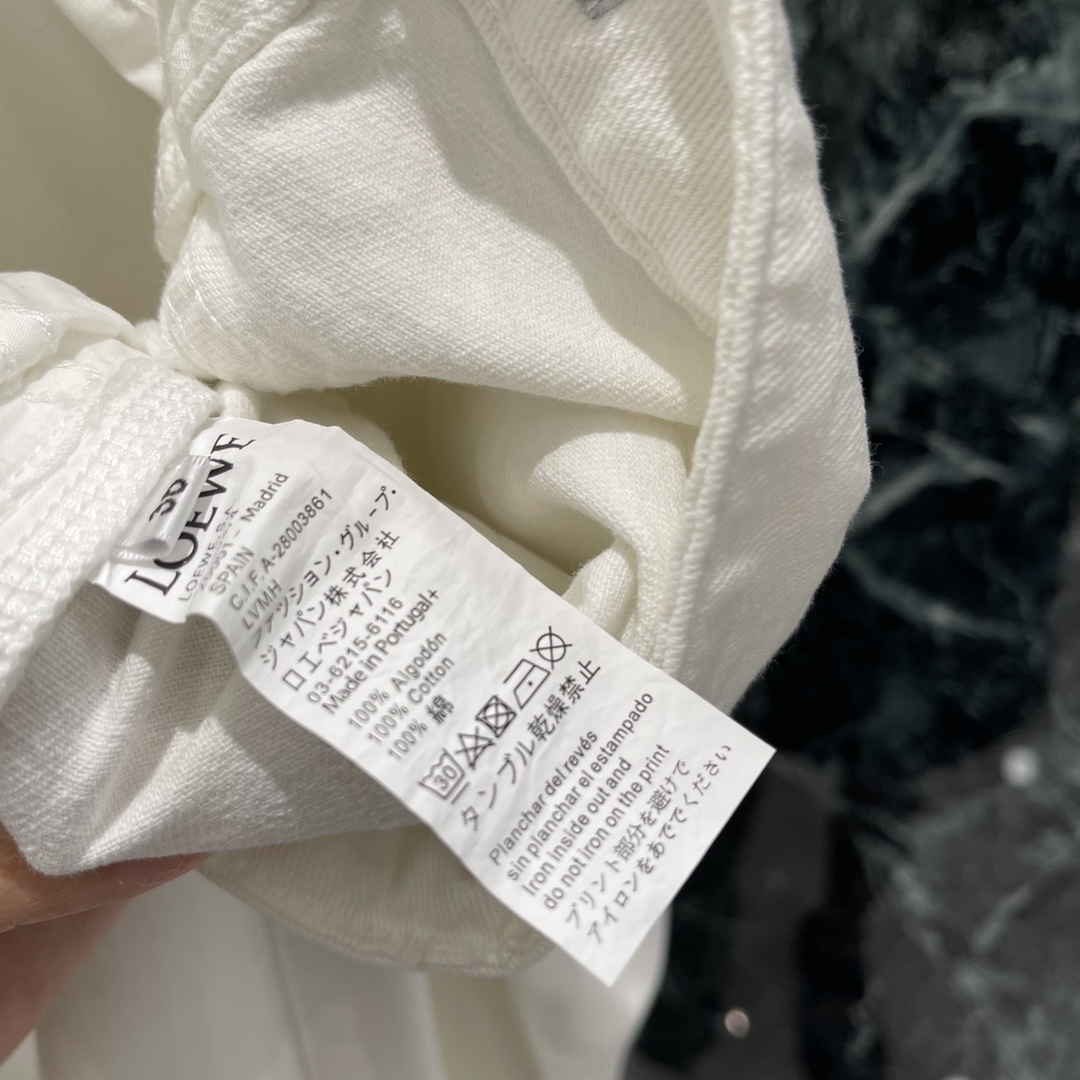 38
LOEWE
LOEWE S.A
28001 - Madrid
SPAIN
C.I.F.A-28003861
LVMH
ファッション・グループ・
ジャパン株式会社
ロエベジャパン
03-6215-6116
Made in Portugal+
100% Algodón
100% Cotton
100% 綿
30
タンブル乾燥禁止
Planchar del revés
sin planchar el estampado
Iron inside out and
do not iron on the print
プリント部分を避けて
アイロンをあててください